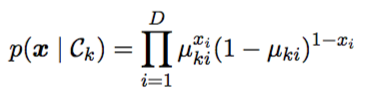 p(x | C_k) = ∏_{i=1}^{D} μ_{ki}^{x_i} (1 − μ_{ki})^{1−x_i}